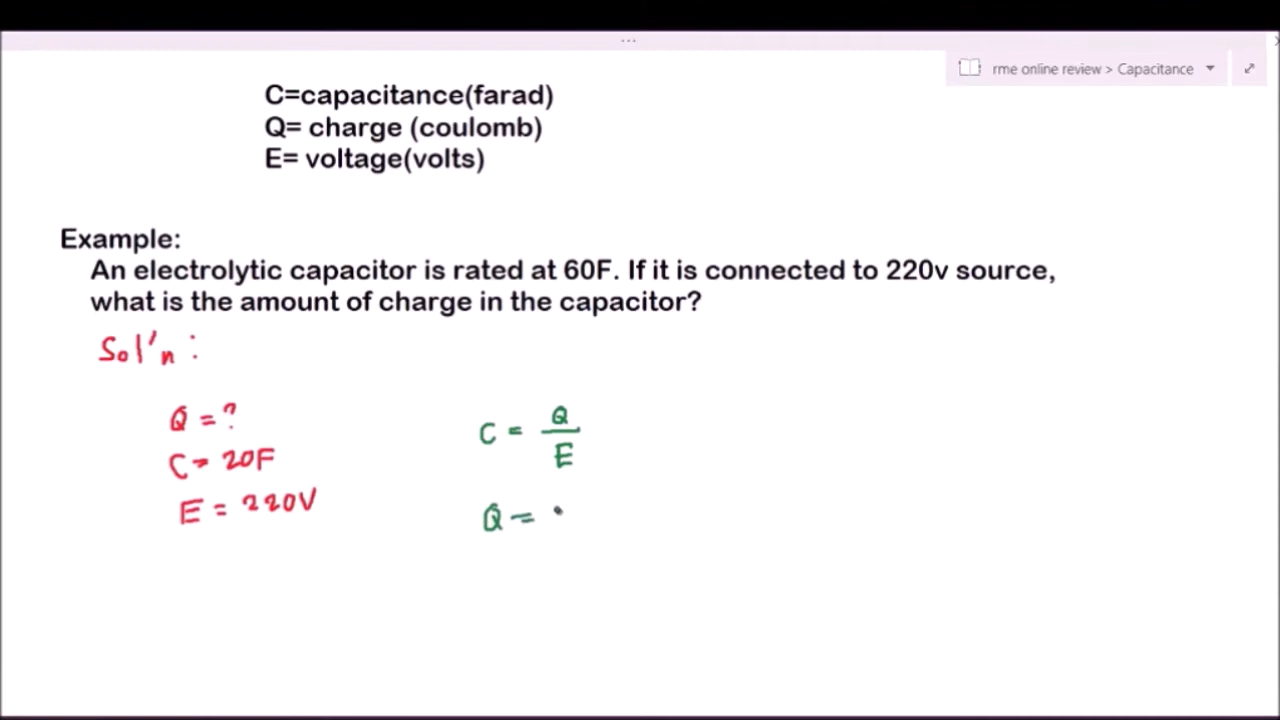 rme online review > Capacitance
C=capacitance(farad)
Q= charge (coulomb)
E= voltage(volts)
Example:
An electrolytic capacitor is rated at 60F. If it is connected to 220v source,
what is the amount of charge in the capacitor?
Sol'n :
Q = ?
C = 20F
E = 220V
C = Q
E
Q =